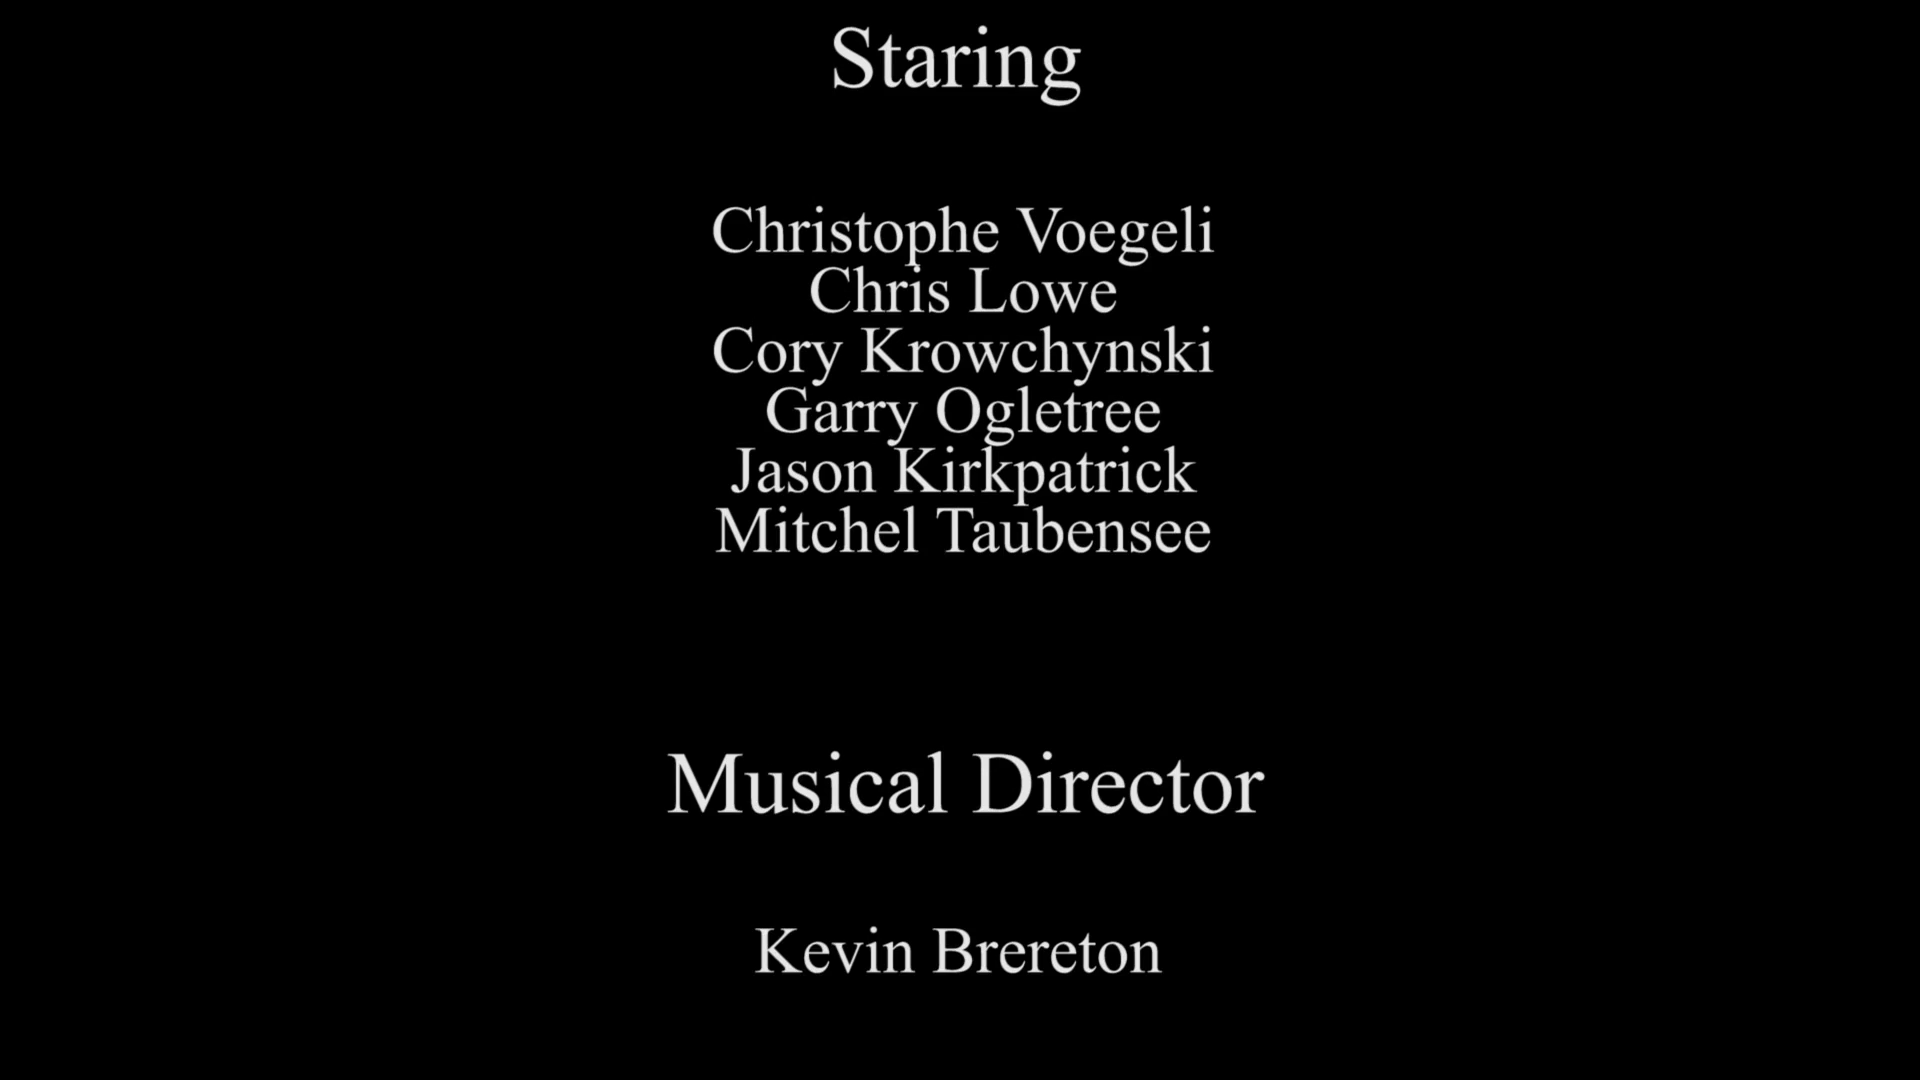 Staring
Christophe Voegeli
Chris Lowe
Cory Krowchynski
Garry Ogletree
Jason Kirkpatrick
Mitchel Taubensee
Musical Director
Kevin Brereton